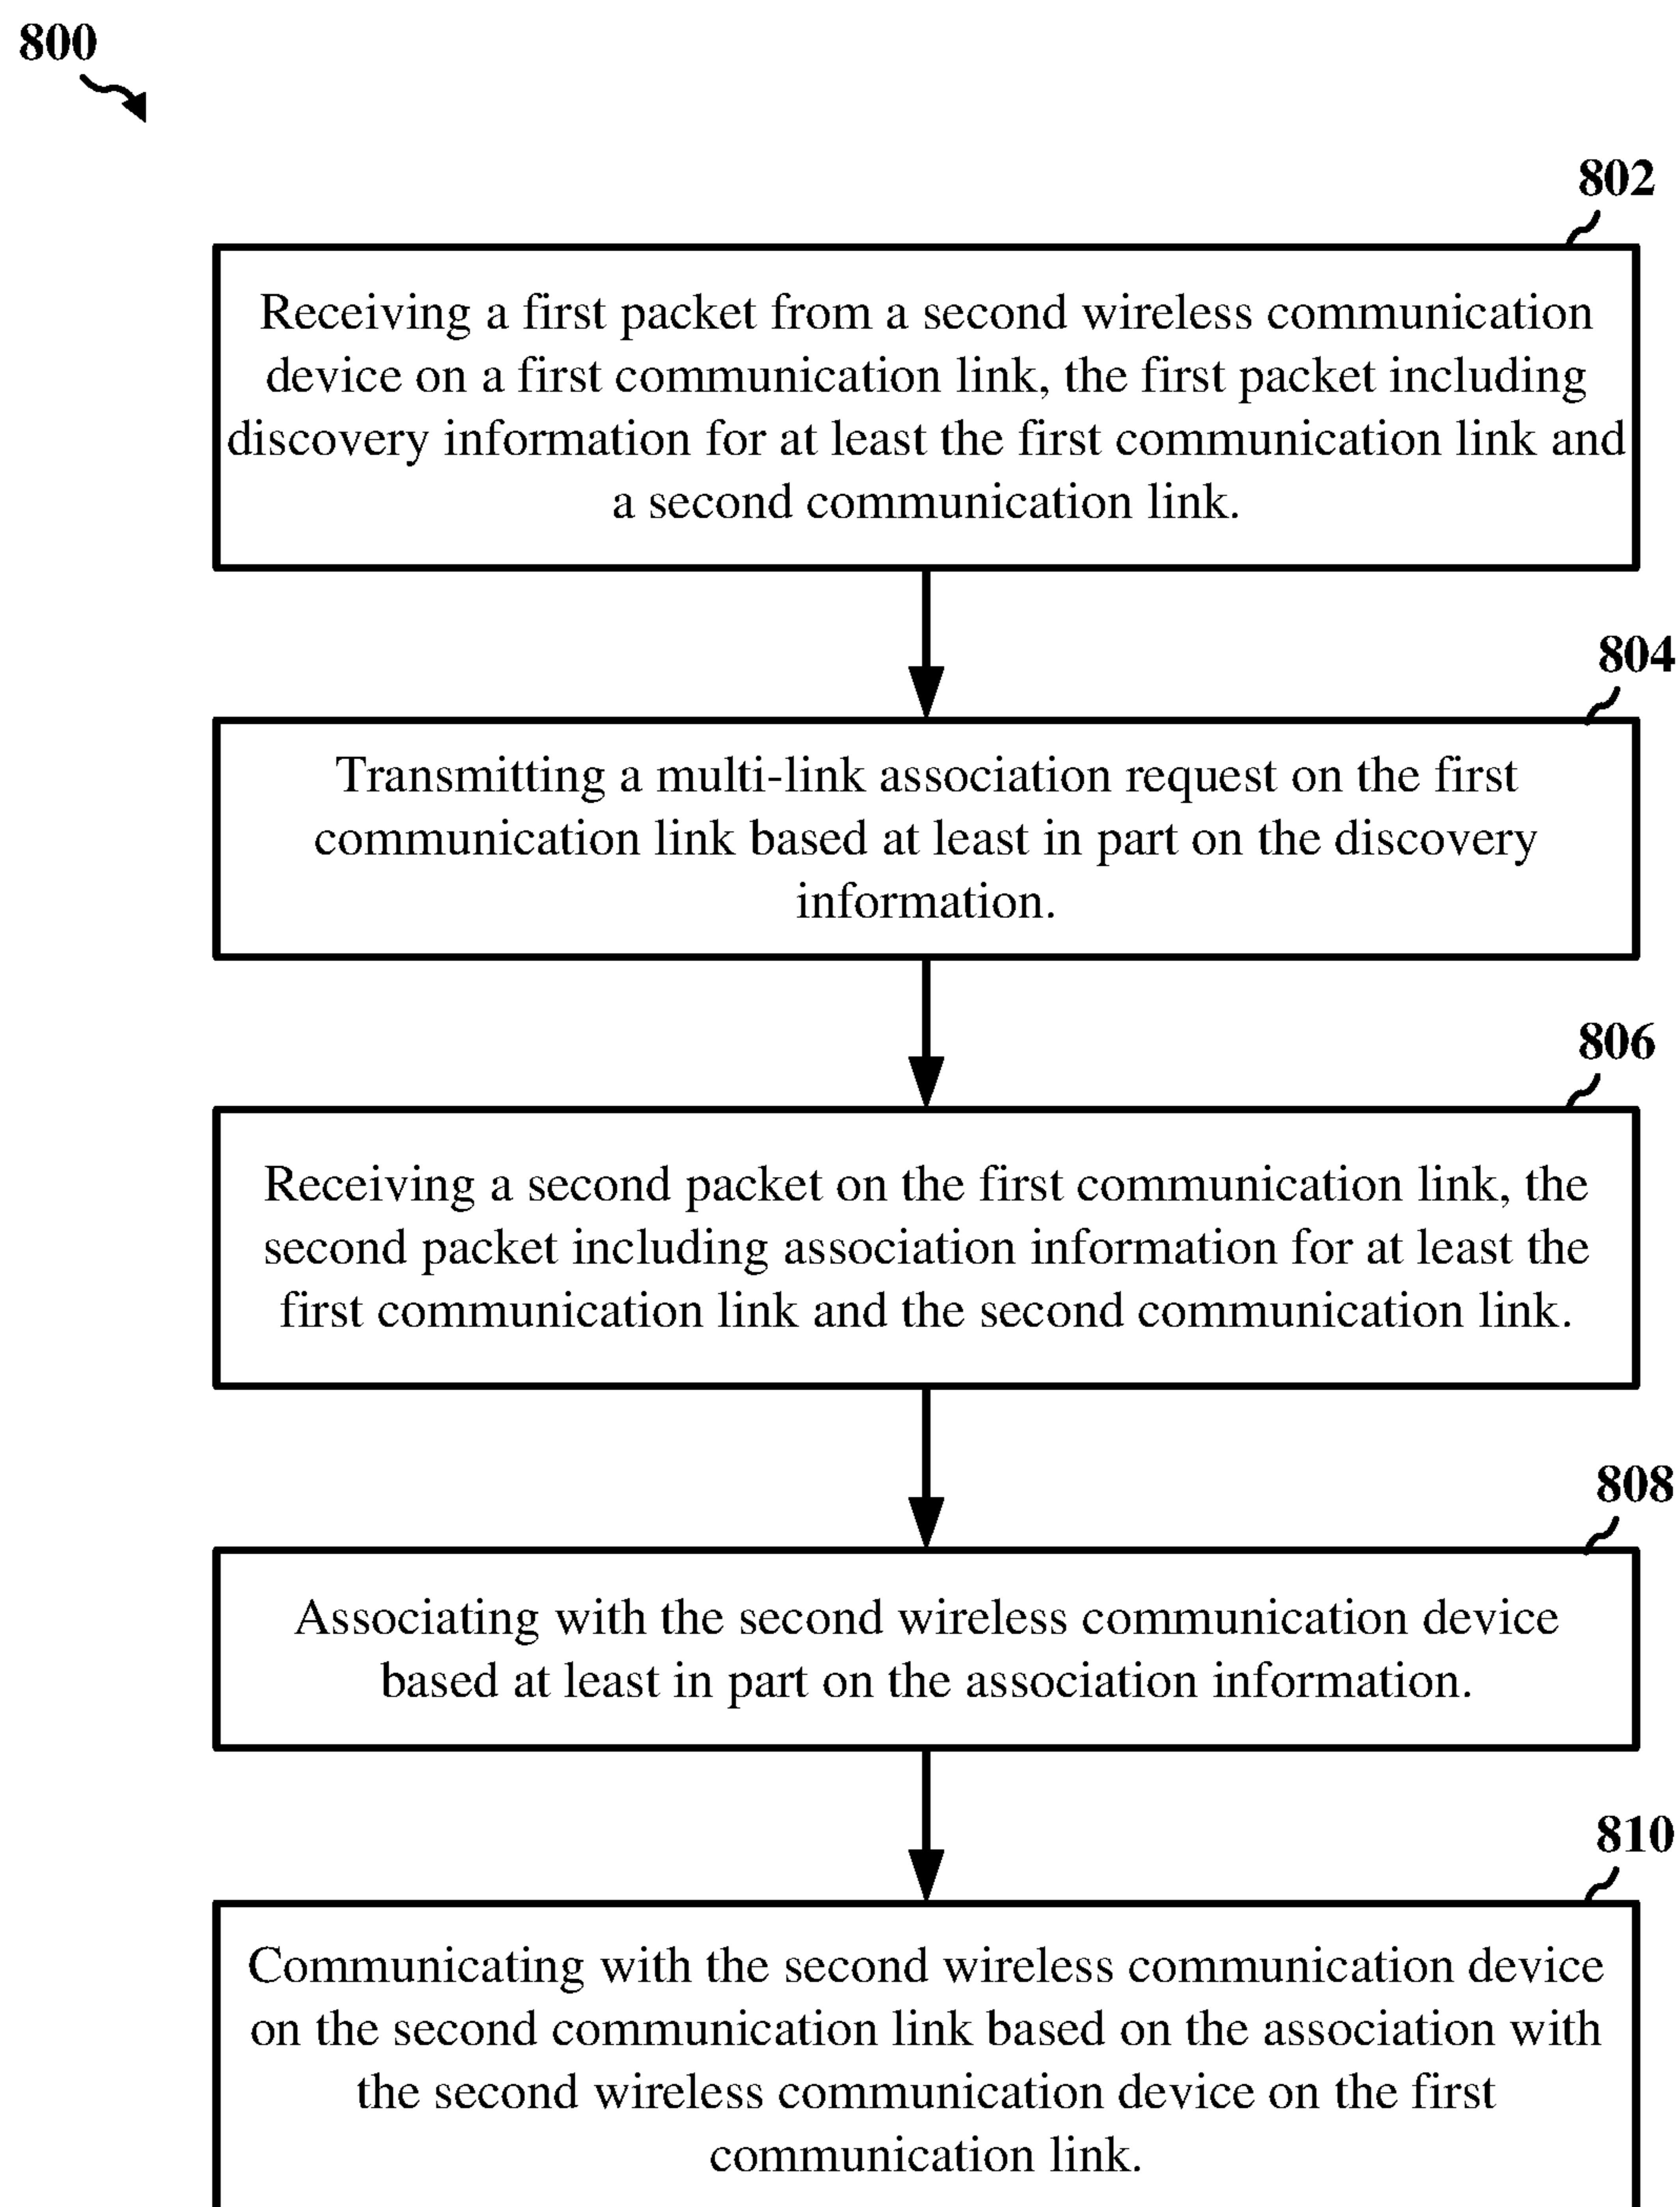 800
802
Receiving a first packet from a second wireless communication
device on a first communication link, the first packet including
discovery information for at least the first communication link and
a second communication link.
804
Transmitting a multi-link association request on the first
communication link based at least in part on the discovery
information.
806
Receiving a second packet on the first communication link, the
second packet including association information for at least the
first communication link and the second communication link.
808
Associating with the second wireless communication device
based at least in part on the association information.
810
Communicating with the second wireless communication device
on the second communication link based on the association with
the second wireless communication device on the first
communication link.